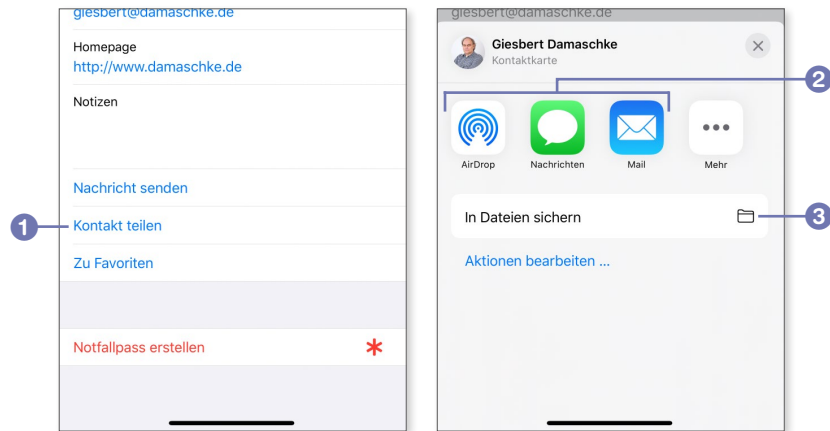 giesbert@damaschke.de
Homepage
http://www.damaschke.de
Notizen
Nachricht senden
1
Kontakt teilen
Zu Favoriten
Notfallpass erstellen
giesbert@damaschke.de
Giesbert Damaschke
Kontaktkarte
2
AirDrop
Nachrichten
Mail
Mehr
In Dateien sichern
3
Aktionen bearbeiten ...